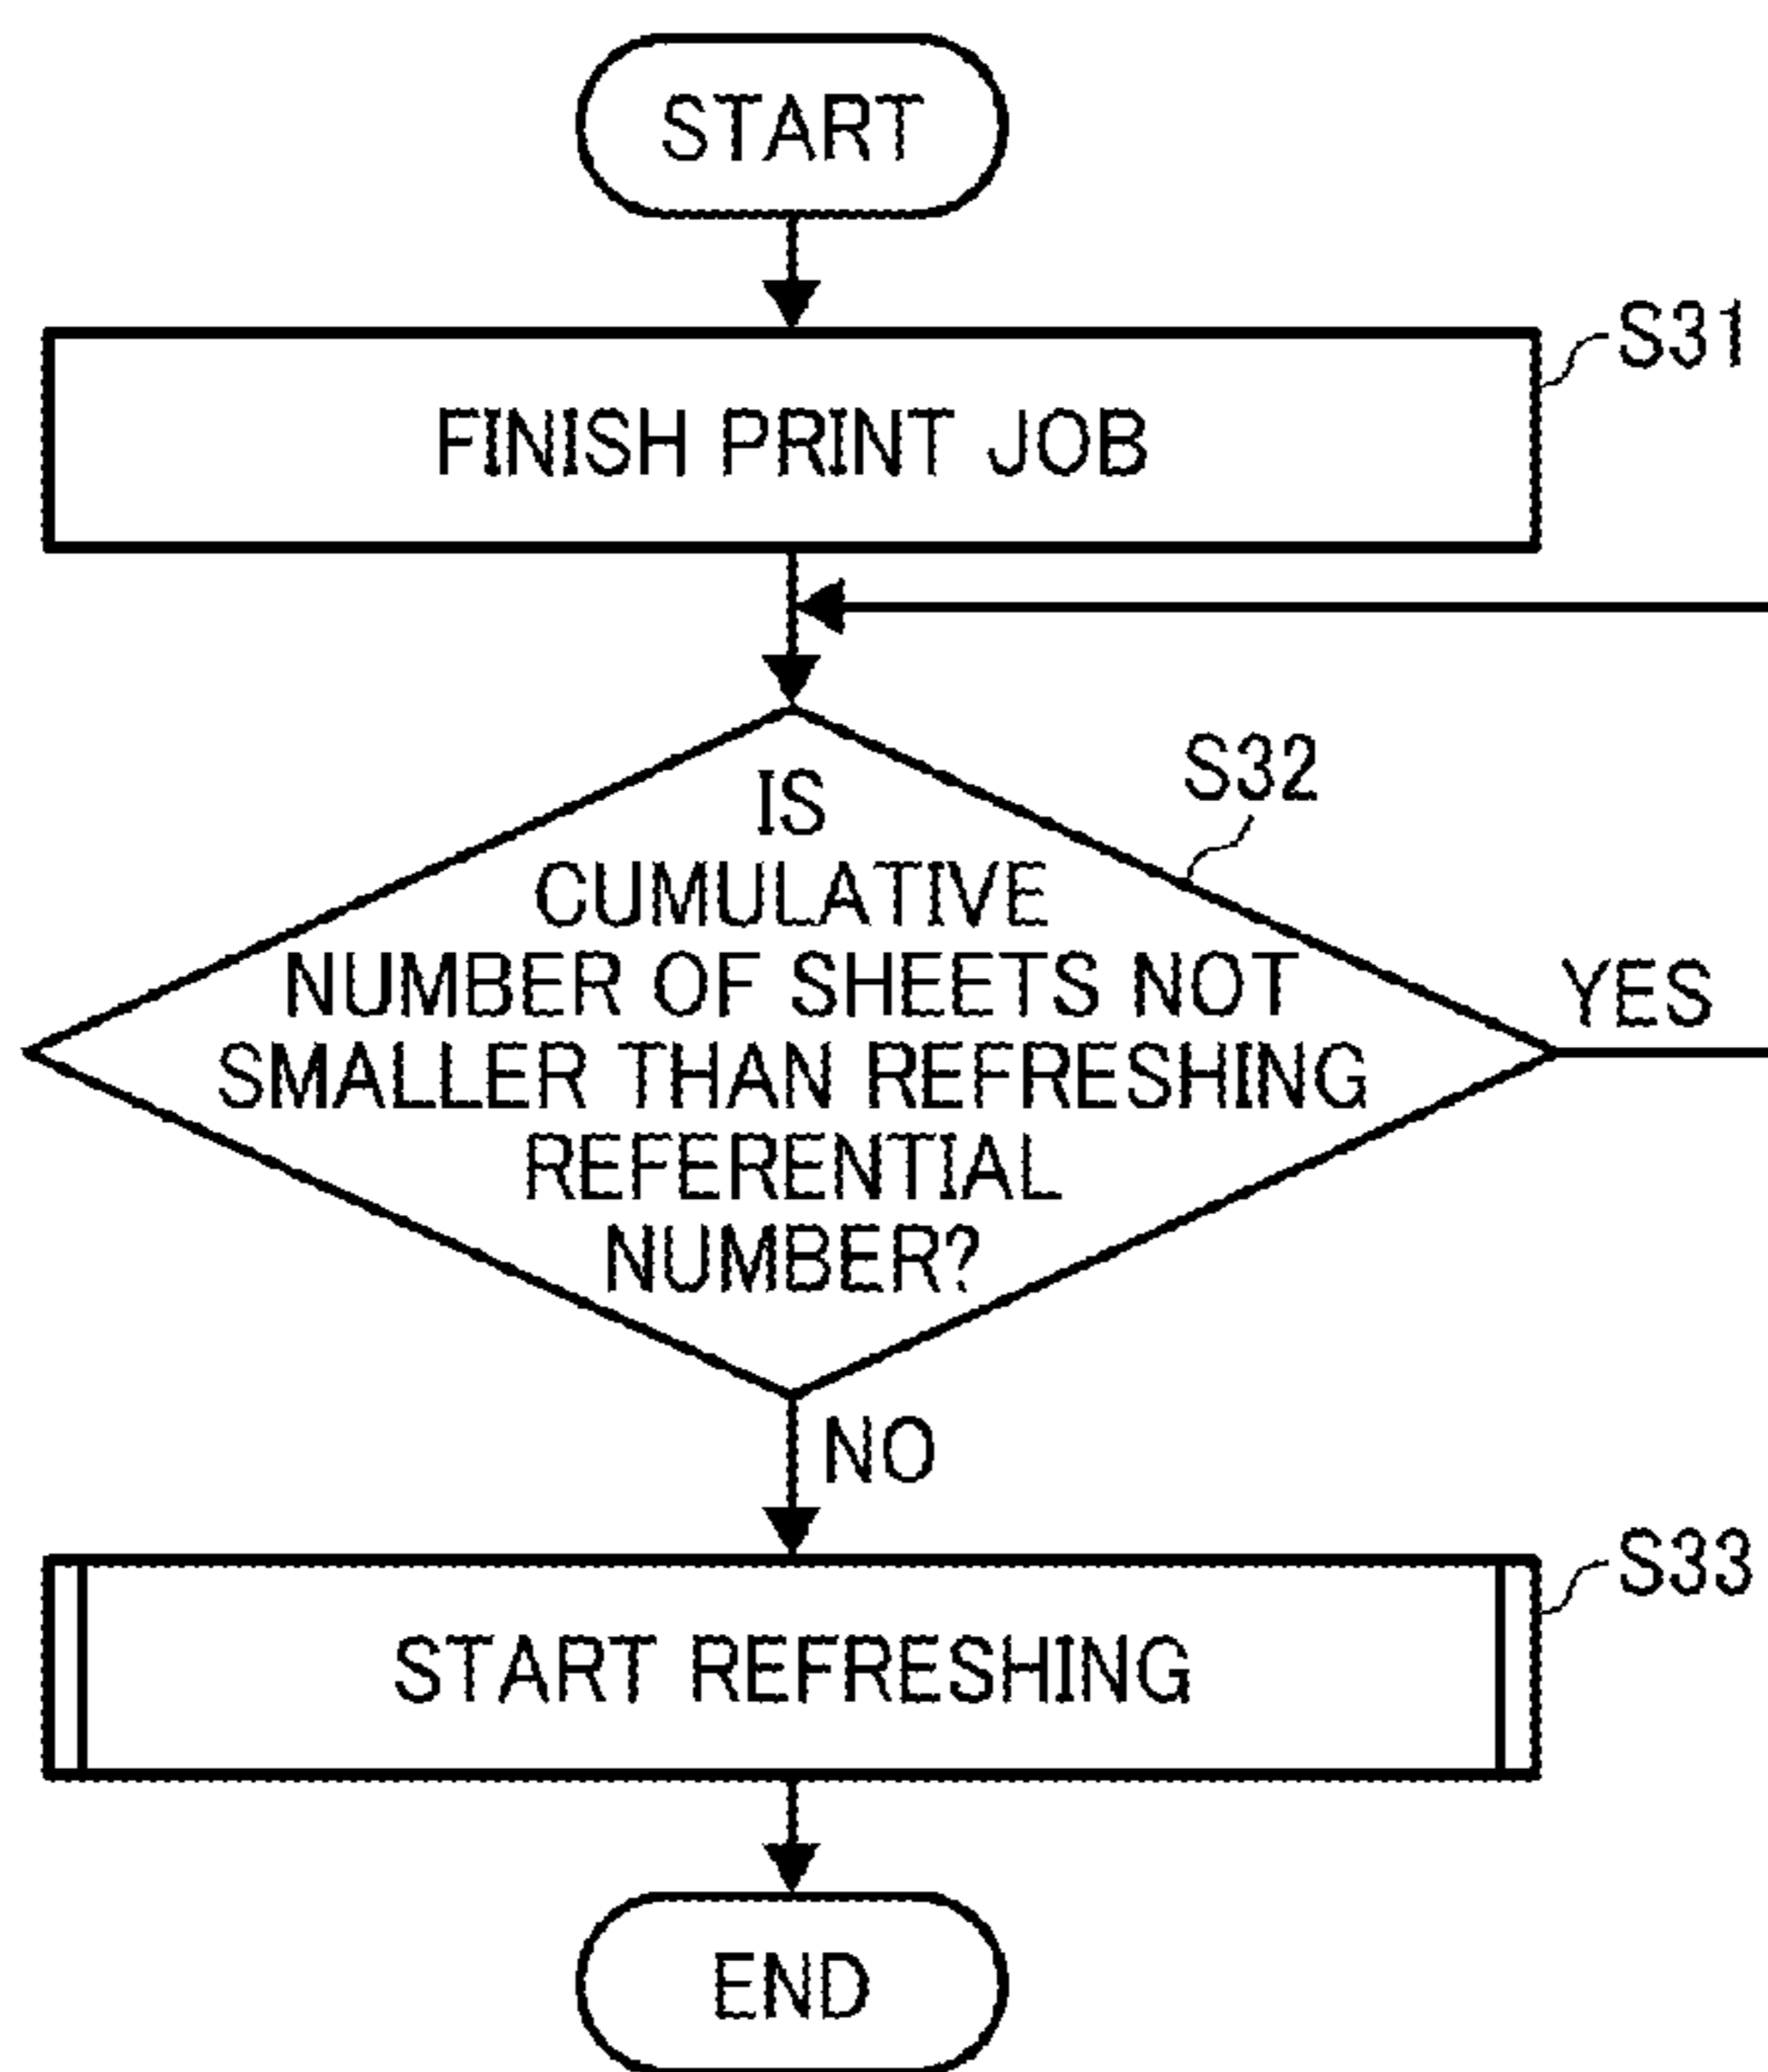 START
S31
FINISH PRINT JOB
S32
IS
CUMULATIVE
NUMBER OF SHEETS NOT
SMALLER THAN REFRESHING
REFERENTIAL
NUMBER?
YES
NO
S33
START REFRESHING
END